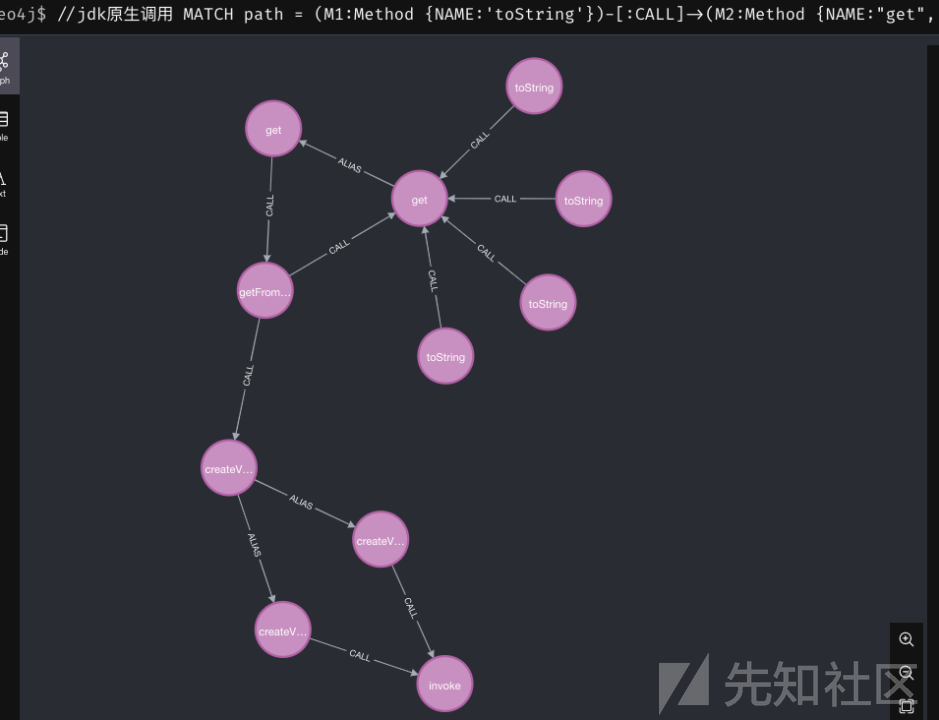 eo4j$ //jdk原生调用 MATCH path = (M1:Method {NAME:'toString'})-[:CALL]→(M2:Method {NAME:"get",
ph
ole
xt
de
toString
get
CALL
ALIAS
get
CALL
toString
CALL
CALL
CALL
getFrom...
CALL
toString
toString
CALL
createV...
ALIAS
createV...
ALIAS
CALL
createV...
CALL
invoke
先知社区